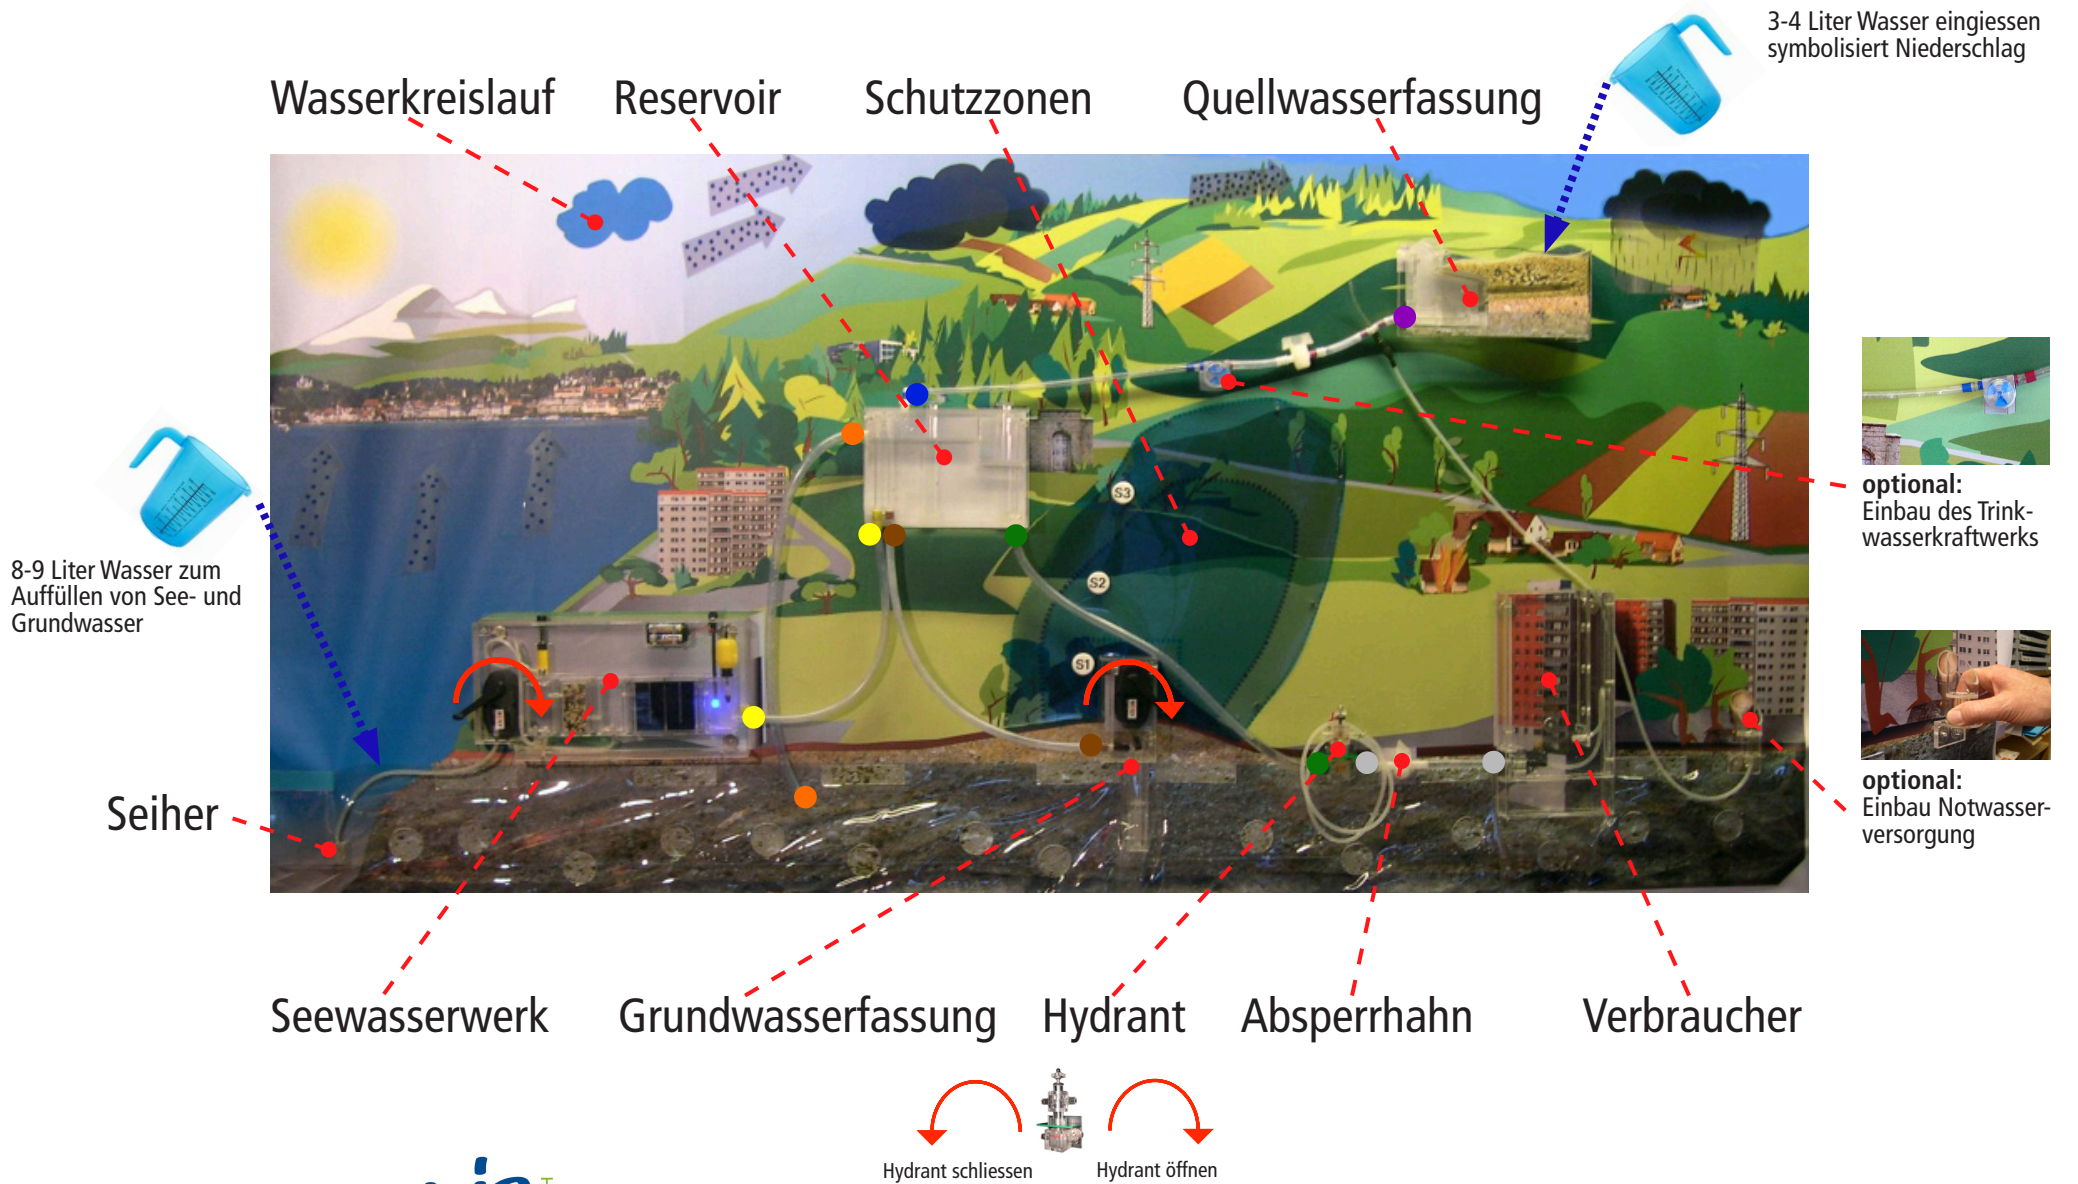 3-4 Liter Wasser eingiessen
symbolisiert Niederschlag
Wasserkreislauf
Reservoir
Schutzzonen
Quellwasserfassung
optional:
Einbau des Trink-
wasserkraftwerks
S3
S2
S1
8-9 Liter Wasser zum
Auffüllen von See- und
Grundwasser
optional:
Einbau Notwasser-
versorgung
Seiher
Seewasserwerk
Grundwasserfassung
Hydrant
Absperrhahn
Verbraucher
Hydrant schliessen
Hydrant öffnen